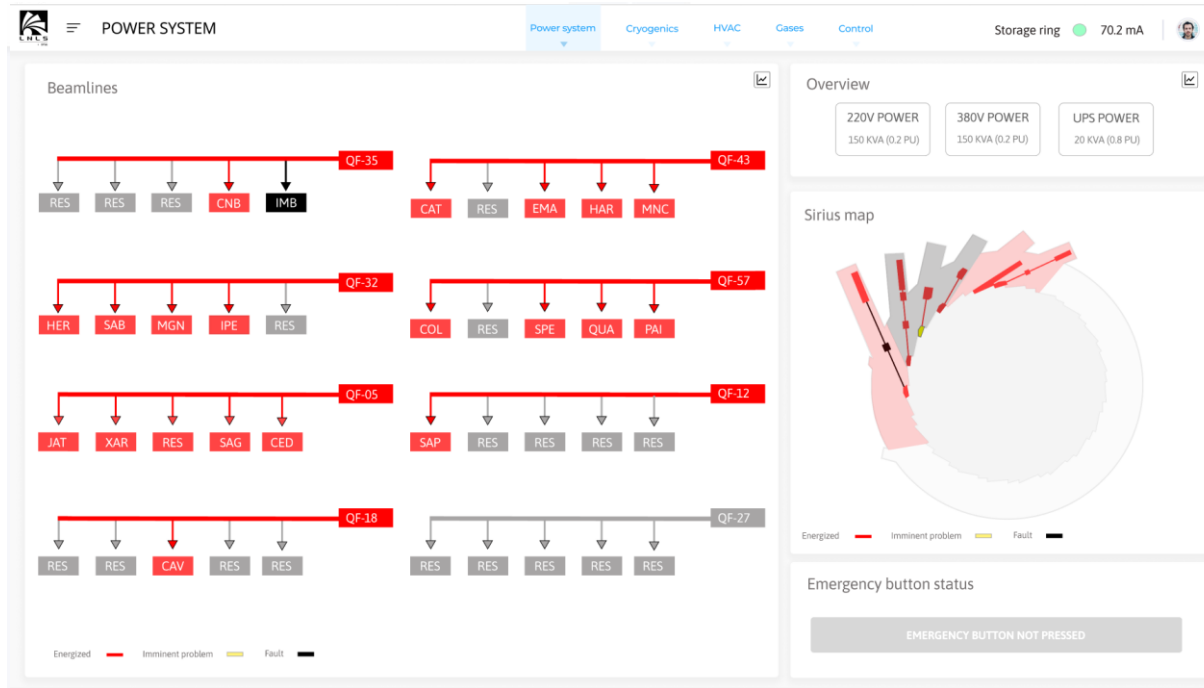 LNLS
POWER SYSTEM
Power system
Cryogenics
HVAC
Gases
Control
Storage ring
70.2 mA
Beamlines
QF-35
RES RES RES CNB IMB
QF-43
CAT RES EMA HAR MNC
QF-32
HER SAB MGN IPE RES
QF-57
COL RES SPE QUA PAI
QF-05
JAT XAR RES SAG CED
QF-12
SAP RES RES RES RES
QF-18
RES RES CAV RES RES
QF-27
RES RES RES RES RES
Energized Imminent problem Fault
Overview
220V POWER
150 KVA (0.2 PU)
380V POWER
150 KVA (0.2 PU)
UPS POWER
20 KVA (0.8 PU)
Sirius map
Energized Imminent problem Fault
Emergency button status
EMERGENCY BUTTON NOT PRESSED